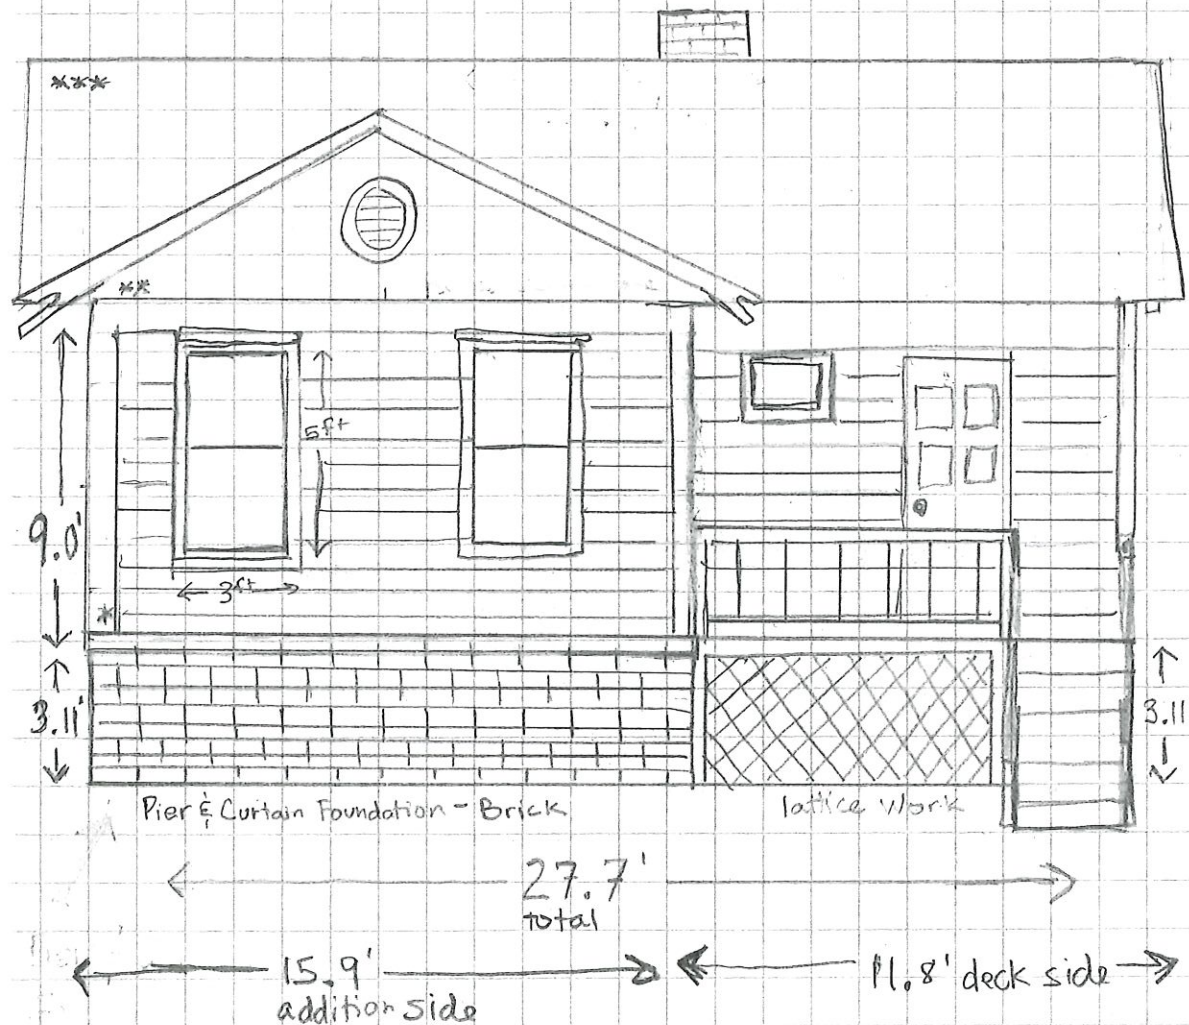 ***
**
5ft
9.0'
3ft
*
3.11'
3.11
Pier & Curtain Foundation - Brick
lattice Work
27.7'
total
15.9'
addition side
11.8' deck side